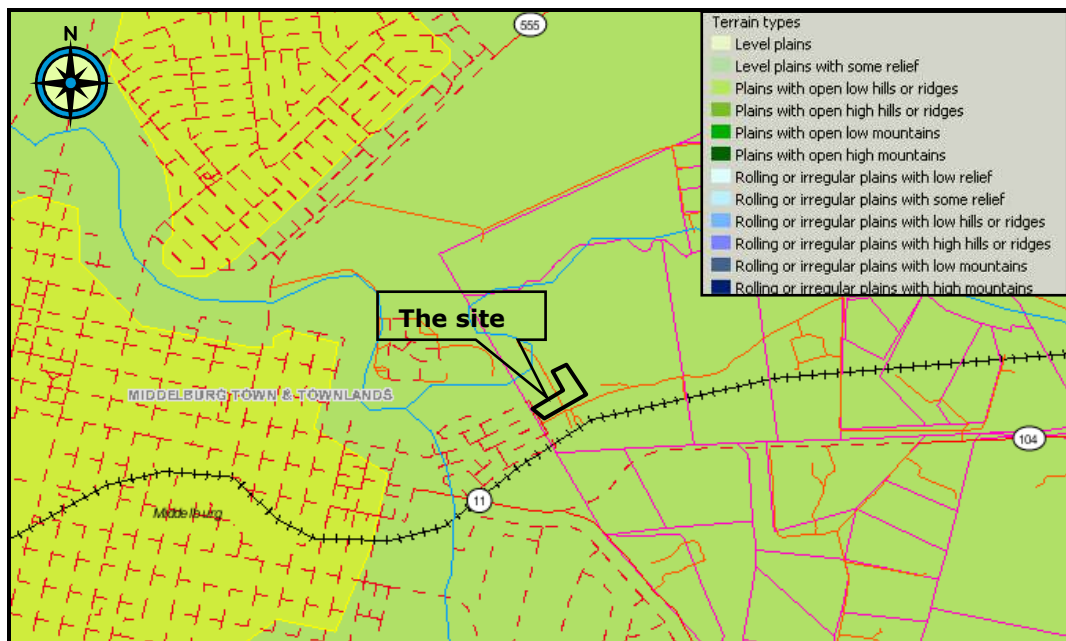 N
555
Terrain types
Level plains
Level plains with some relief
Plains with open low hills or ridges
Plains with open high hills or ridges
Plains with open low mountains
Plains with open high mountains
Rolling or irregular plains with low relief
Rolling or irregular plains with some relief
Rolling or irregular plains with low hills or ridges
Rolling or irregular plains with high hills or ridges
Rolling or irregular plains with low mountains
Rolling or irregular plains with high mountains
The site
MIDDELBURG TOWN & TOWNLANDS
104
11
Middelburg